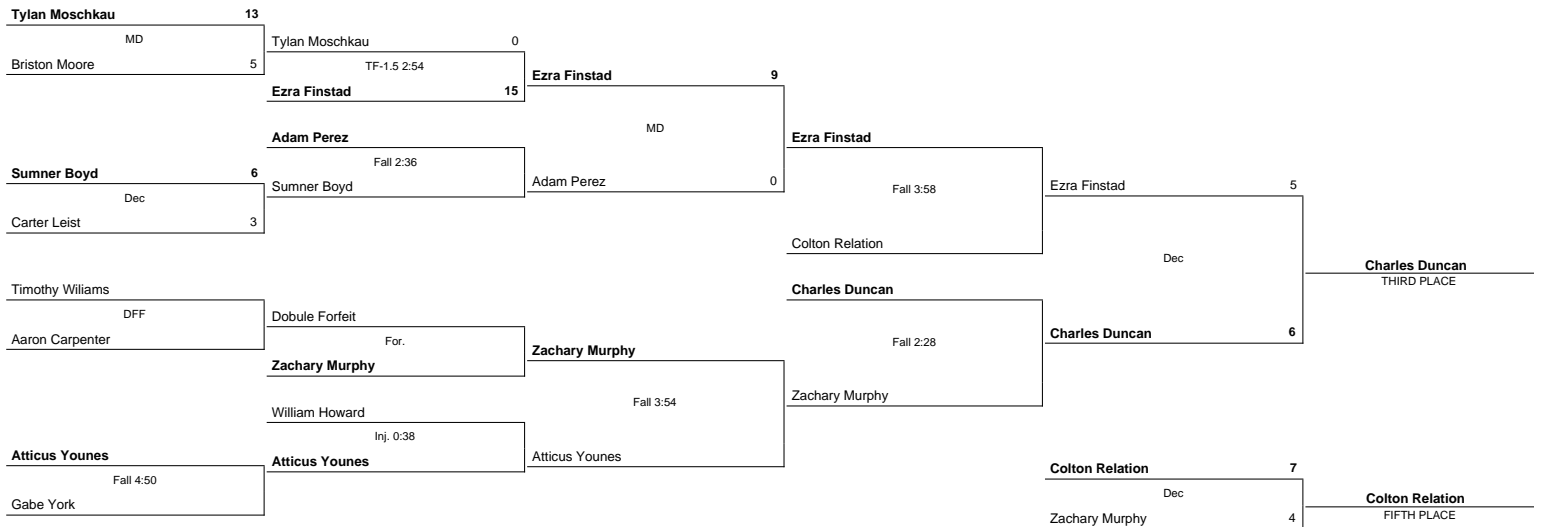 Tylan Moschkau 13
MD
Briston Moore 5
Sumner Boyd 6
Dec
Carter Leist 3
Timothy Wiliams
DFF
Aaron Carpenter
Atticus Younes
Fall 4:50
Gabe York
Tylan Moschkau 0
TF-1.5 2:54
Ezra Finstad 15
Adam Perez
Fall 2:36
Sumner Boyd
Dobule Forfeit
For.
Zachary Murphy
William Howard
Inj. 0:38
Atticus Younes
Ezra Finstad 9
MD
Adam Perez 0
Zachary Murphy
Fall 3:54
Atticus Younes
Ezra Finstad
Fall 3:58
Colton Relation
Charles Duncan
Fall 2:28
Zachary Murphy
Ezra Finstad 5
Dec
Charles Duncan 6
Charles Duncan
THIRD PLACE
Colton Relation 7
Dec
Zachary Murphy 4
Colton Relation
FIFTH PLACE